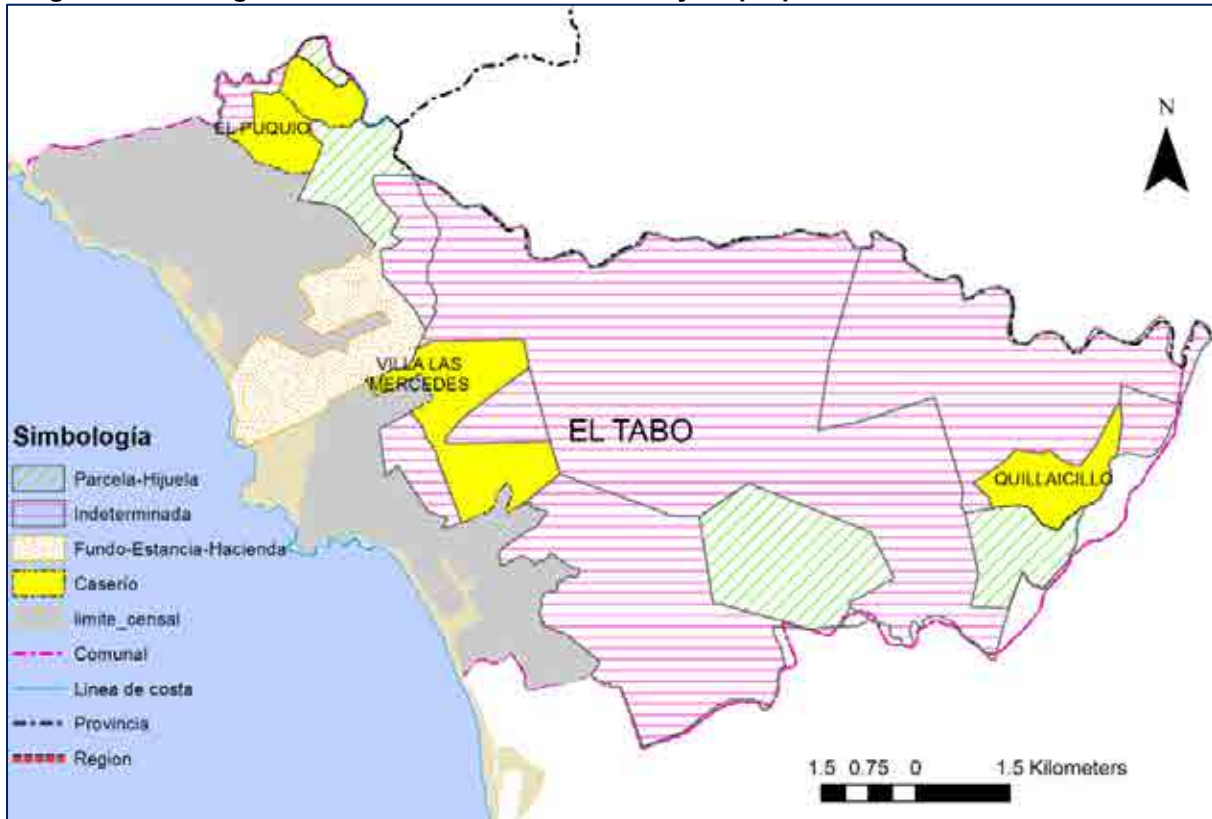 N
EL PUQUIO
VILLA LAS
MERCEDES
EL TABO
QUILLAICILLO
Simbología
Parcela-Hijuela
Indeterminada
Fundo-Estancia-Hacienda
Caserío
limite_censal
Comunal
Linea de costa
Provincia
Region
1.5 0.75 0 1.5 Kilometers